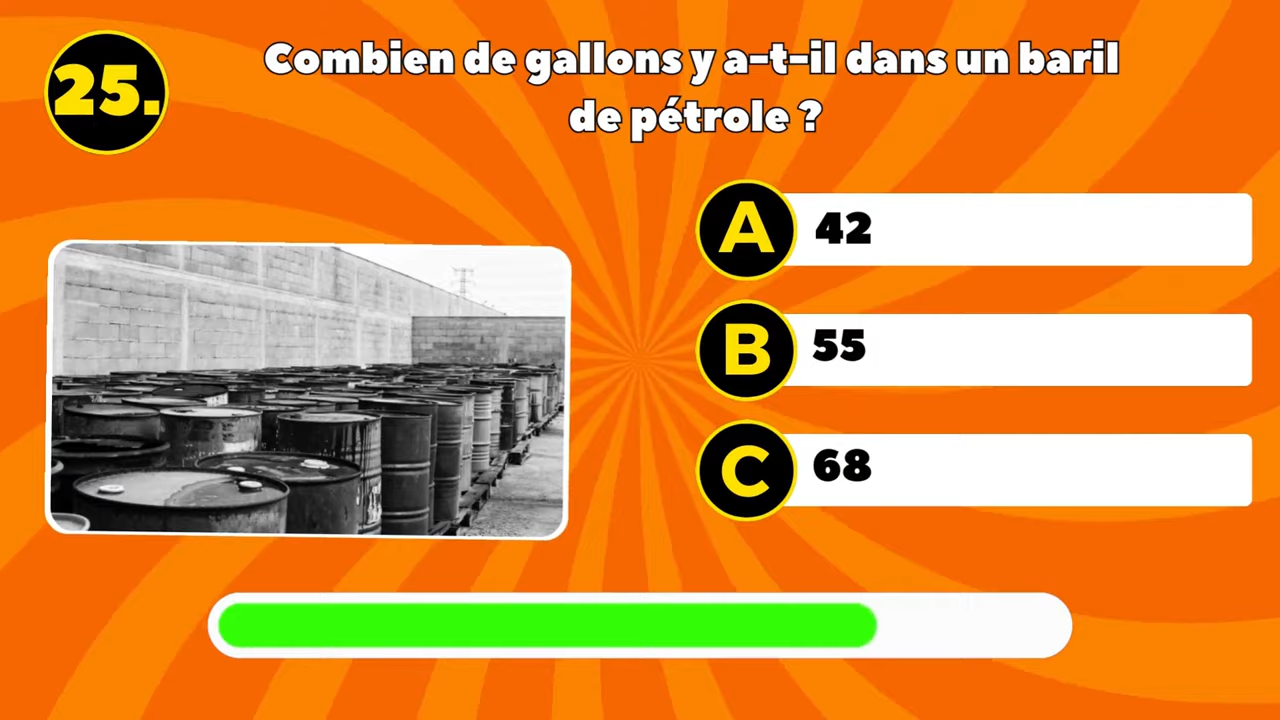 25.
Combien de gallons y a-t-il dans un baril
de pétrole ?
A 42
B 55
C 68